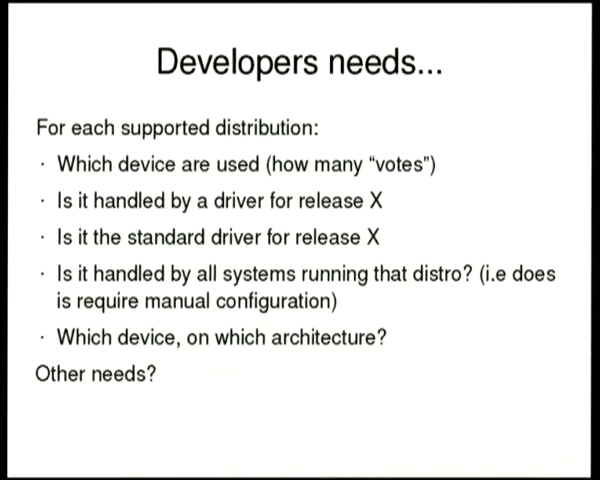 Developers needs...
For each supported distribution:
· Which device are used (how many “votes”)
· Is it handled by a driver for release X
· Is it the standard driver for release X
· Is it handled by all systems running that distro? (i.e does
is require manual configuration)
· Which device, on which architecture?
Other needs?